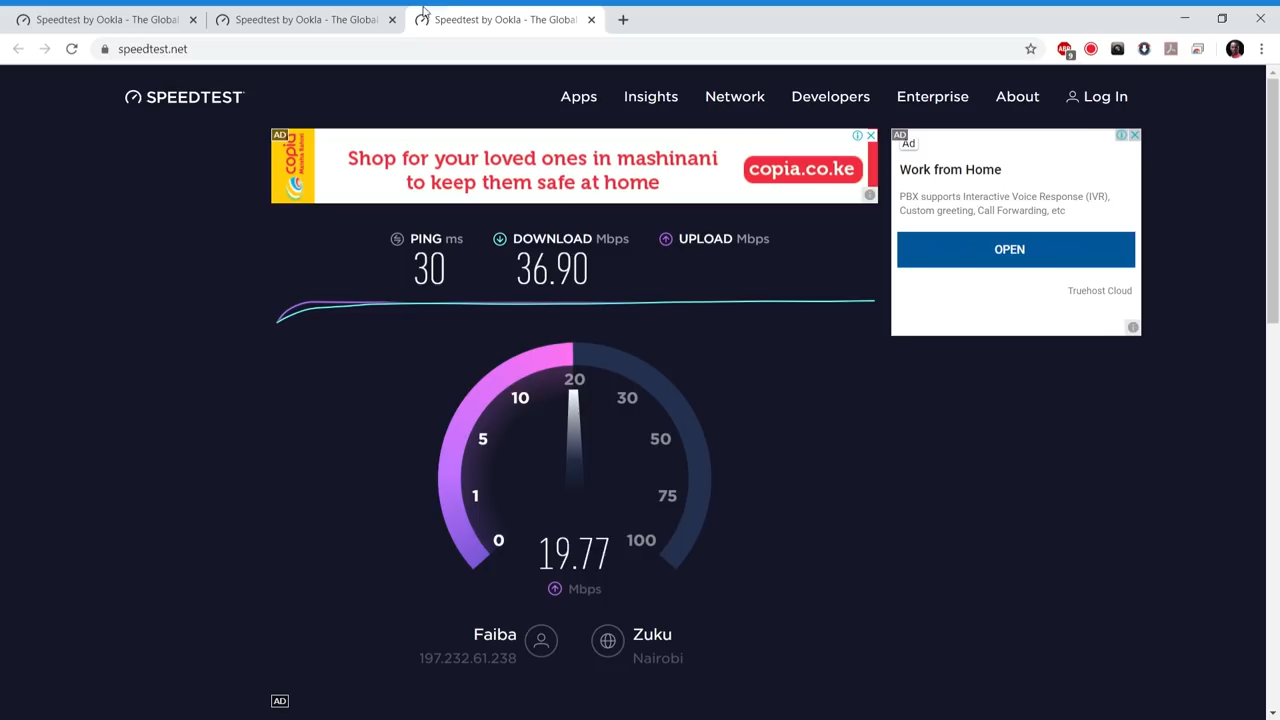 Speedtest by Ookla - The Global
Speedtest by Ookla - The Global
Speedtest by Ookla - The Global
speedtest.net
ABP
9
SPEEDTEST
Apps
Insights
Network
Developers
Enterprise
About
Log In
AD
copia
Shop for your loved ones in mashinani
to keep them safe at home
copia.co.ke
AD
Ad
Work from Home
PBX supports Interactive Voice Response (IVR),
Custom greeting, Call Forwarding, etc
OPEN
Truehost Cloud
PING ms
DOWNLOAD Mbps
UPLOAD Mbps
30
36.90
0
1
5
10
20
30
50
75
100
19.77
Mbps
Faiba
197.232.61.238
Zuku
Nairobi
AD